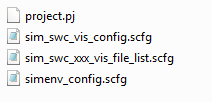 project.pj
sim_swc_vis_config.scfg
sim_swc_xxx_vis_file_list.scfg
simenv_config.scfg